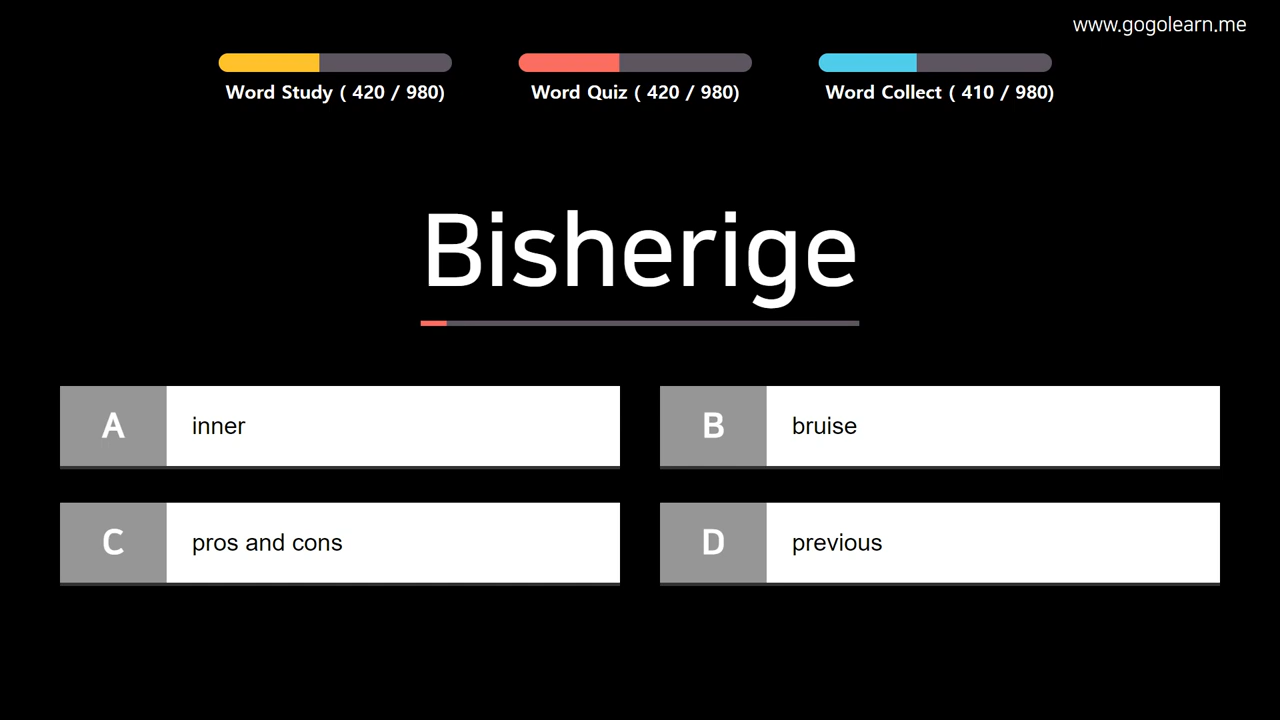 www.gogolearn.me
Word Study ( 420 / 980)
Word Quiz ( 420 / 980)
Word Collect ( 410 / 980)
Bisherige
A inner
B bruise
C pros and cons
D previous